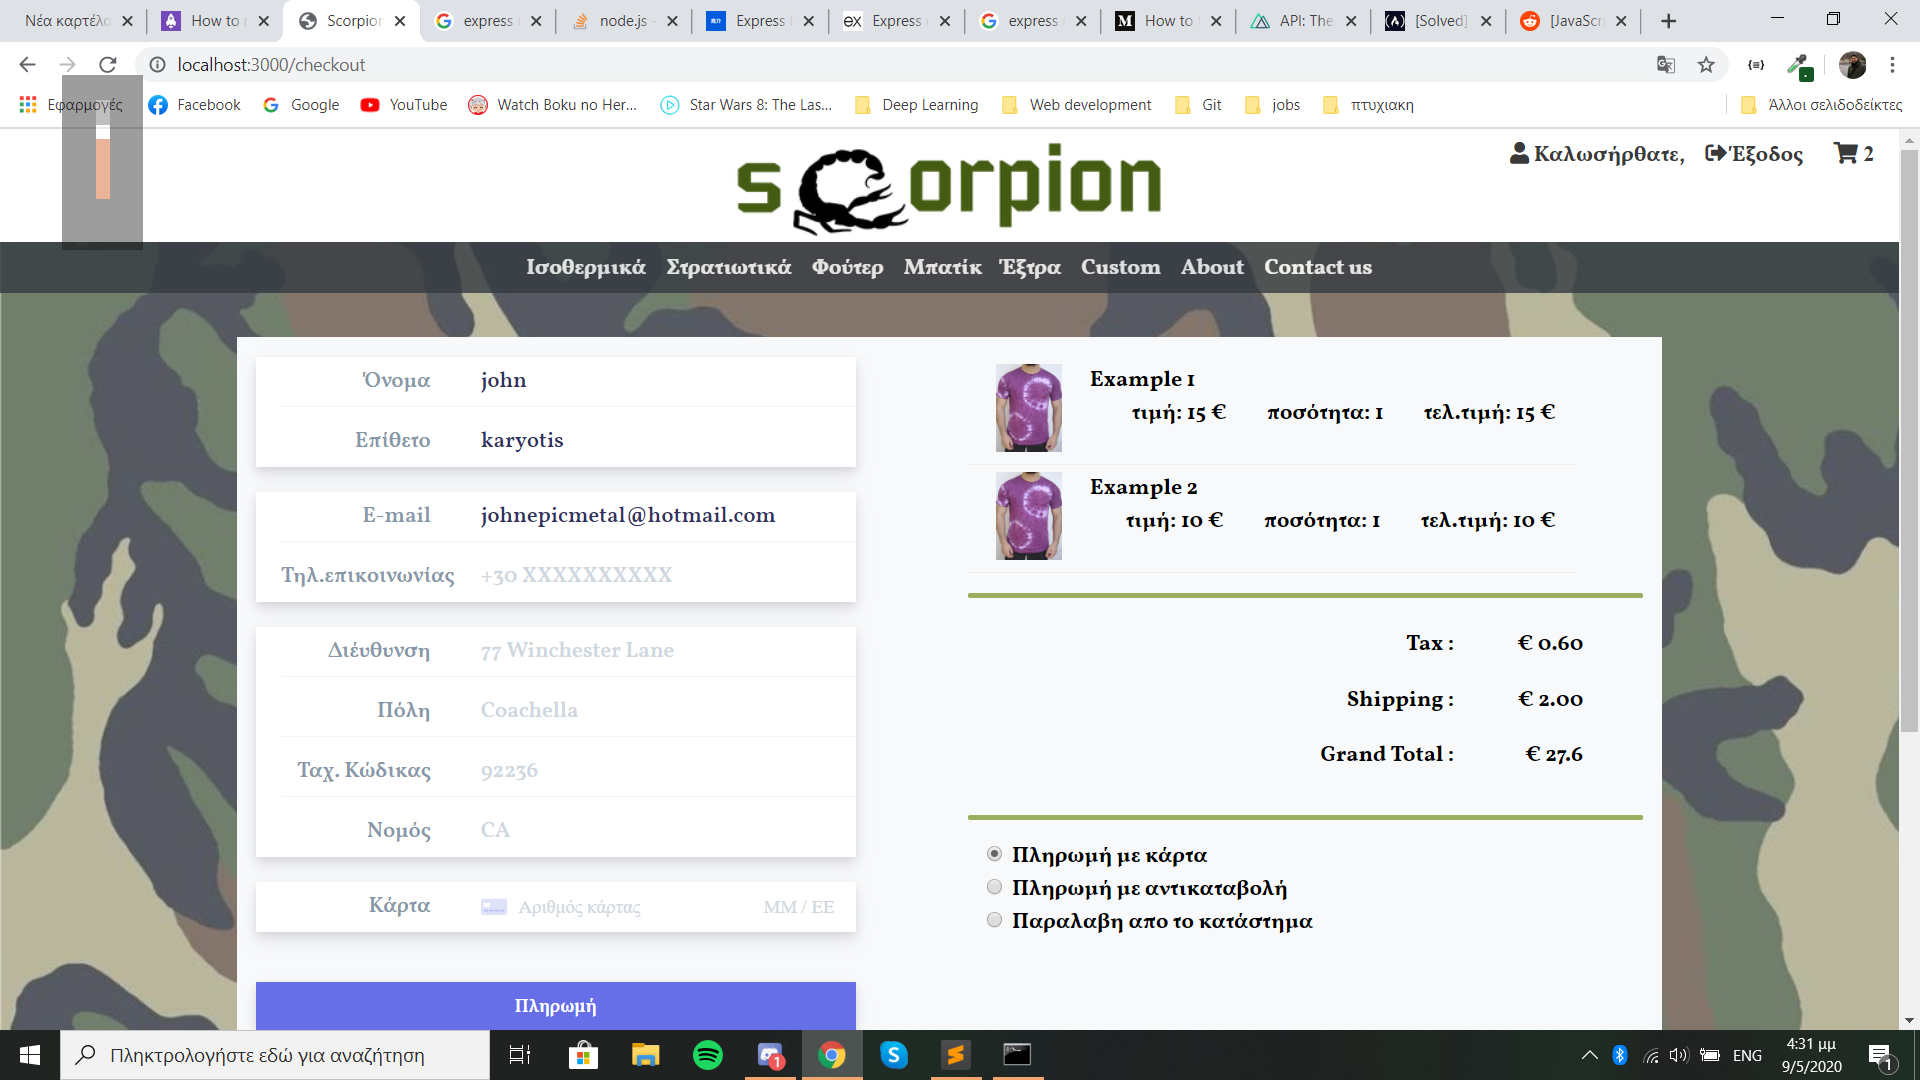 Νέα καρτέλα
How to
Scorpion
express
node.js
Express
Express
express
How to
API: The
[Solved]
[JavaScri
localhost:3000/checkout
Εφαρμογές
Facebook
Google
YouTube
Watch Boku no Her...
Star Wars 8: The Las...
Deep Learning
Web development
Git
jobs
πτυχιακη
Άλλοι σελιδοδείκτες
scorpion
Καλωσήρθατε,
Έξοδος
2
Ισοθερμικά Στρατιωτικά Φούτερ Μπατίκ Έξτρα Custom About Contact us
Όνομα john
Επίθετο karyotis
E-mail johnepicmetal@hotmail.com
Τηλ.επικοινωνίας +30 XXXXXXXXXX
Διέυθυνση 77 Winchester Lane
Πόλη Coachella
Ταχ. Κώδικας 92236
Νομός CA
Κάρτα Αριθμός κάρτας MM / ΕΕ
Πληρωμή
Example 1
τιμή: 15 € ποσότητα: 1 τελ.τιμή: 15 €
Example 2
τιμή: 10 € ποσότητα: 1 τελ.τιμή: 10 €
Tax : € 0.60
Shipping : € 2.00
Grand Total : € 27.6
Πληρωμή με κάρτα
Πληρωμή με αντικαταβολή
Παραλαβη απο το κατάστημα
Πληκτρολογήστε εδώ για αναζήτηση
1
ENG
4:31 μμ
9/5/2020
1